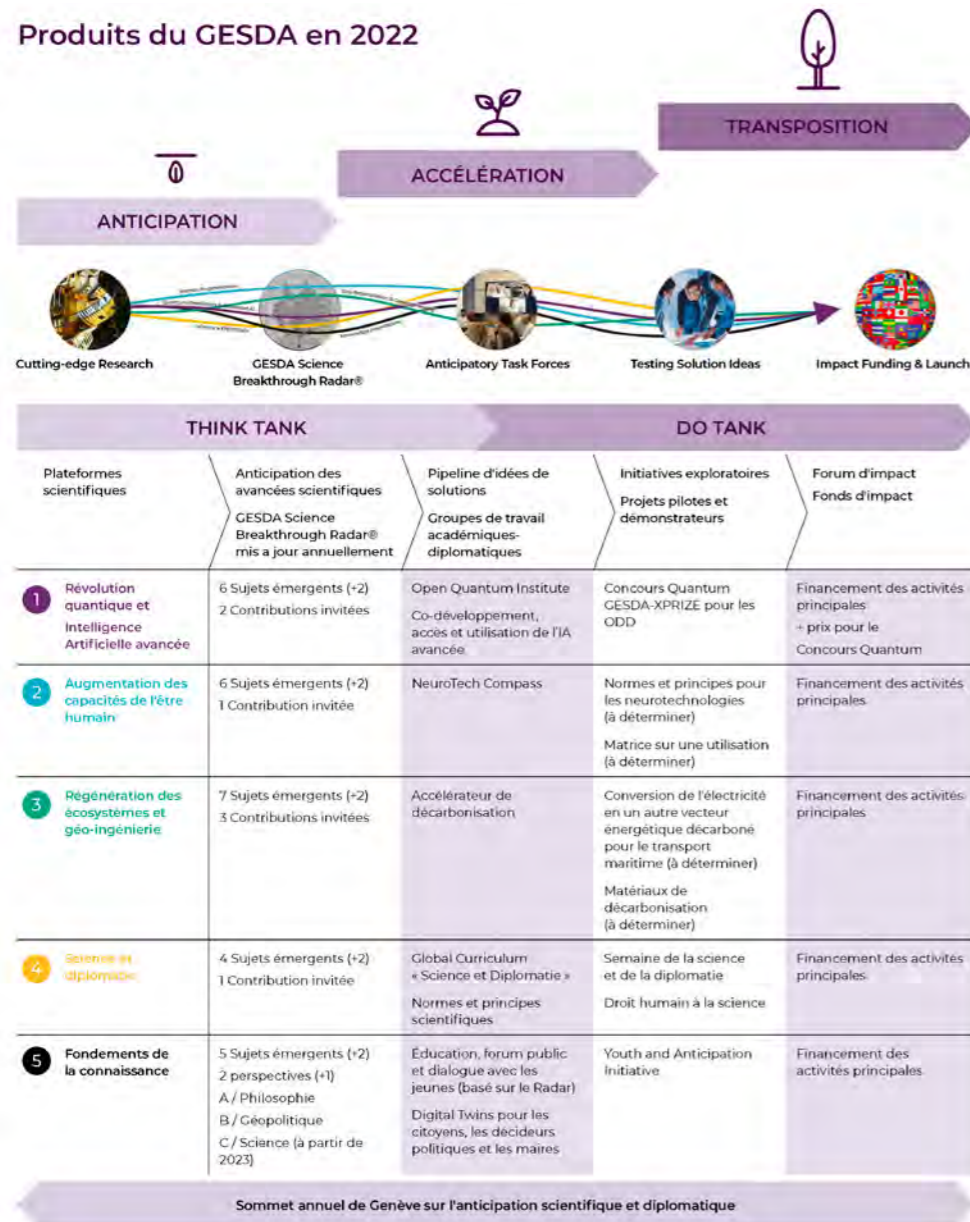 Produits du GESDA en 2022
TRANSPOSITION
ACCÉLÉRATION
ANTICIPATION
Cutting-edge Research
GESDA Science
Breakthrough Radar®
Anticipatory Task Forces
Testing Solution Ideas
Impact Funding & Launch
THINK TANK
DO TANK
Plateformes
scientifiques
Anticipation des
avancées scientifiques
GESDA Science
Breakthrough Radar®
mis a jour annuellement
Pipeline d'idées de
solutions
Groupes de travail
académiques-
diplomatiques
Initiatives exploratoires
Projets pilotes et
démonstrateurs
Forum d'impact
Fonds d'impact
1
Révolution
quantique et
Intelligence
Artificielle avancée
6 Sujets émergents (+2)
2 Contributions invitées
Open Quantum Institute
Co-développement,
accès et utilisation de l'IA
avancée
Concours Quantum
GESDA-XPRIZE pour les
ODD
Financement des activités
principales
+ prix pour le
Concours Quantum
2
Augmentation des
capacités de l'être
humain
6 Sujets émergents (+2)
1 Contribution invitée
NeuroTech Compass
Normes et principes pour
les neurotechnologies
(à déterminer)
Matrice sur une utilisation
(à déterminer)
Financement des activités
principales
3
Régénération des
écosystèmes et
géo-ingénierie
7 Sujets émergents (+2)
3 Contributions invitées
Accélérateur de
décarbonisation
Conversion de l'électricité
en un autre vecteur
énergétique décarboné
pour le transport
maritime (à déterminer)
Matériaux de
décarbonisation
(à déterminer)
Financement des activités
principales
4
Science et
diplomatie
4 Sujets émergents (+2)
1 Contribution invitée
Global Curriculum
« Science et Diplomatie »
Normes et principes
scientifiques
Semaine de la science
et de la diplomatie
Droit humain à la science
Financement des activités
principales
5
Fondements de
la connaissance
5 Sujets émergents (+2)
2 perspectives (+1)
A / Philosophie
B / Géopolitique
C / Science (à partir de
2023)
Éducation, forum public
et dialogue avec les
jeunes (basé sur le Radar)
Digital Twins pour les
citoyens, les décideurs
politiques et les maires
Youth and Anticipation
Initiative
Financement des
activités principales
Sommet annuel de Genève sur l'anticipation scientifique et diplomatique